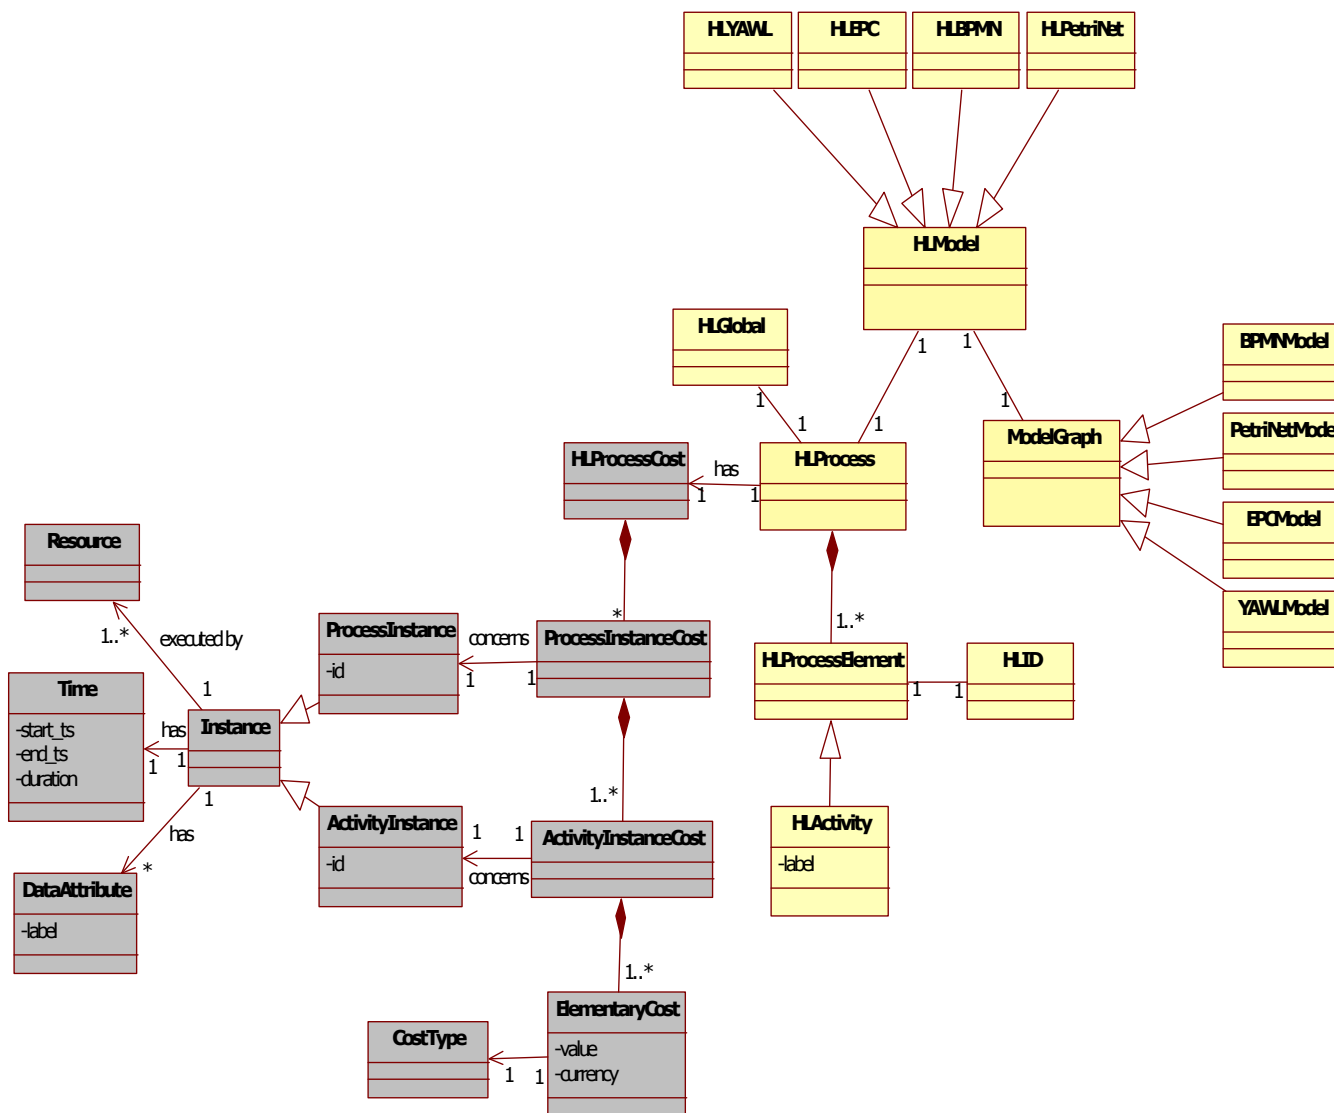 HLYAWL HLEPC HLBPMN HLPetriNet
HLModel
HLGlobal
1 1
BPMNModel
1 1 1 1
ModelGraph
PetriNetModel
HLProcessCost
has
HLProcess
1 1
EPCModel
Resource
YAWLModel
1..*
executed by
*
1..*
ProcessInstance
-id
concerns
1 1
ProcessInstanceCost
HLProcessElement
1 1
HLID
1
Time
-start_ts
-end_ts
-duration
has
1 1
Instance
1
has
*
1..*
ActivityInstance
-id
1 1
concerns
ActivityInstanceCost
HLActivity
-label
DataAttribute
-label
1..*
CostType
1 1
ElementaryCost
-value
-currency